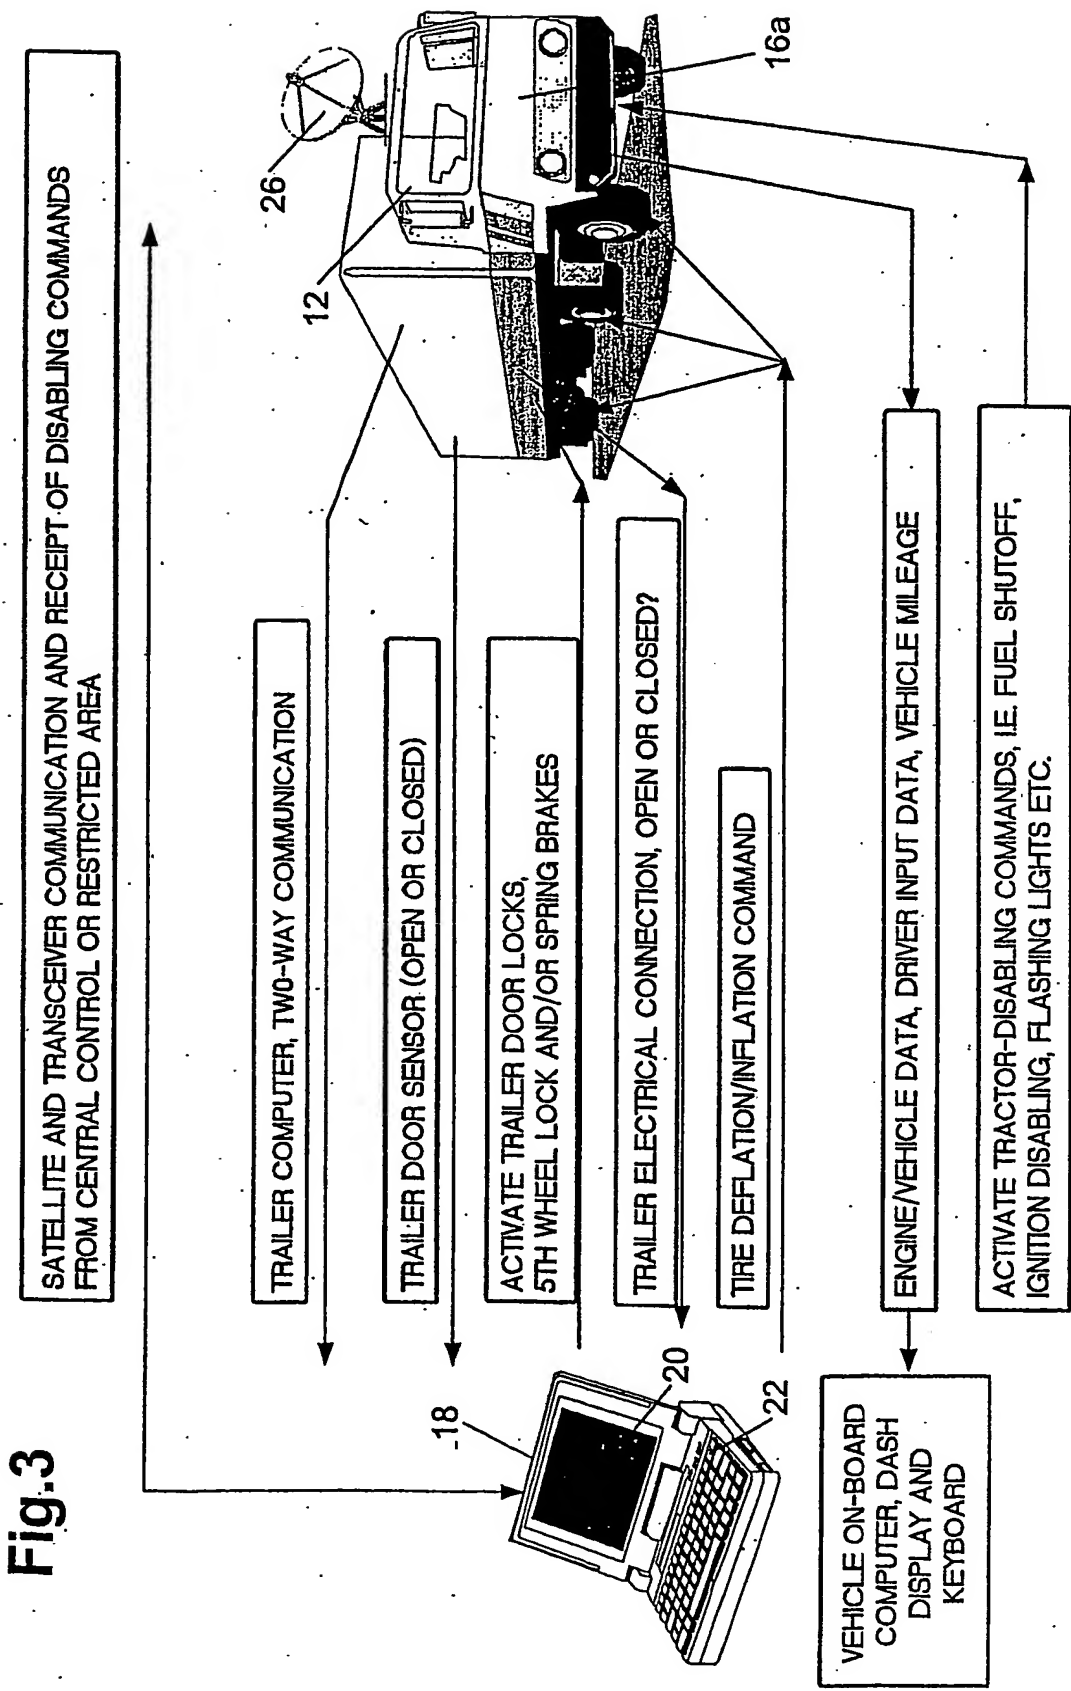 Fig.3
SATELLITE AND TRANSCEIVER COMMUNICATION AND RECEIPT OF DISABLING COMMANDS
FROM CENTRAL CONTROL OR RESTRICTED AREA
26
12
16a
TRAILER COMPUTER, TWO-WAY COMMUNICATION
TRAILER DOOR SENSOR (OPEN OR CLOSED)
ACTIVATE TRAILER DOOR LOCKS,
5TH WHEEL LOCK AND/OR SPRING BRAKES
TRAILER ELECTRICAL CONNECTION, OPEN OR CLOSED?
TIRE DEFLATION/INFLATION COMMAND
18
20
22
ENGINE/VEHICLE DATA, DRIVER INPUT DATA, VEHICLE MILEAGE
VEHICLE ON-BOARD
COMPUTER, DASH
DISPLAY AND
KEYBOARD
ACTIVATE TRACTOR-DISABLING COMMANDS, I.E. FUEL SHUTOFF,
IGNITION DISABLING, FLASHING LIGHTS ETC.